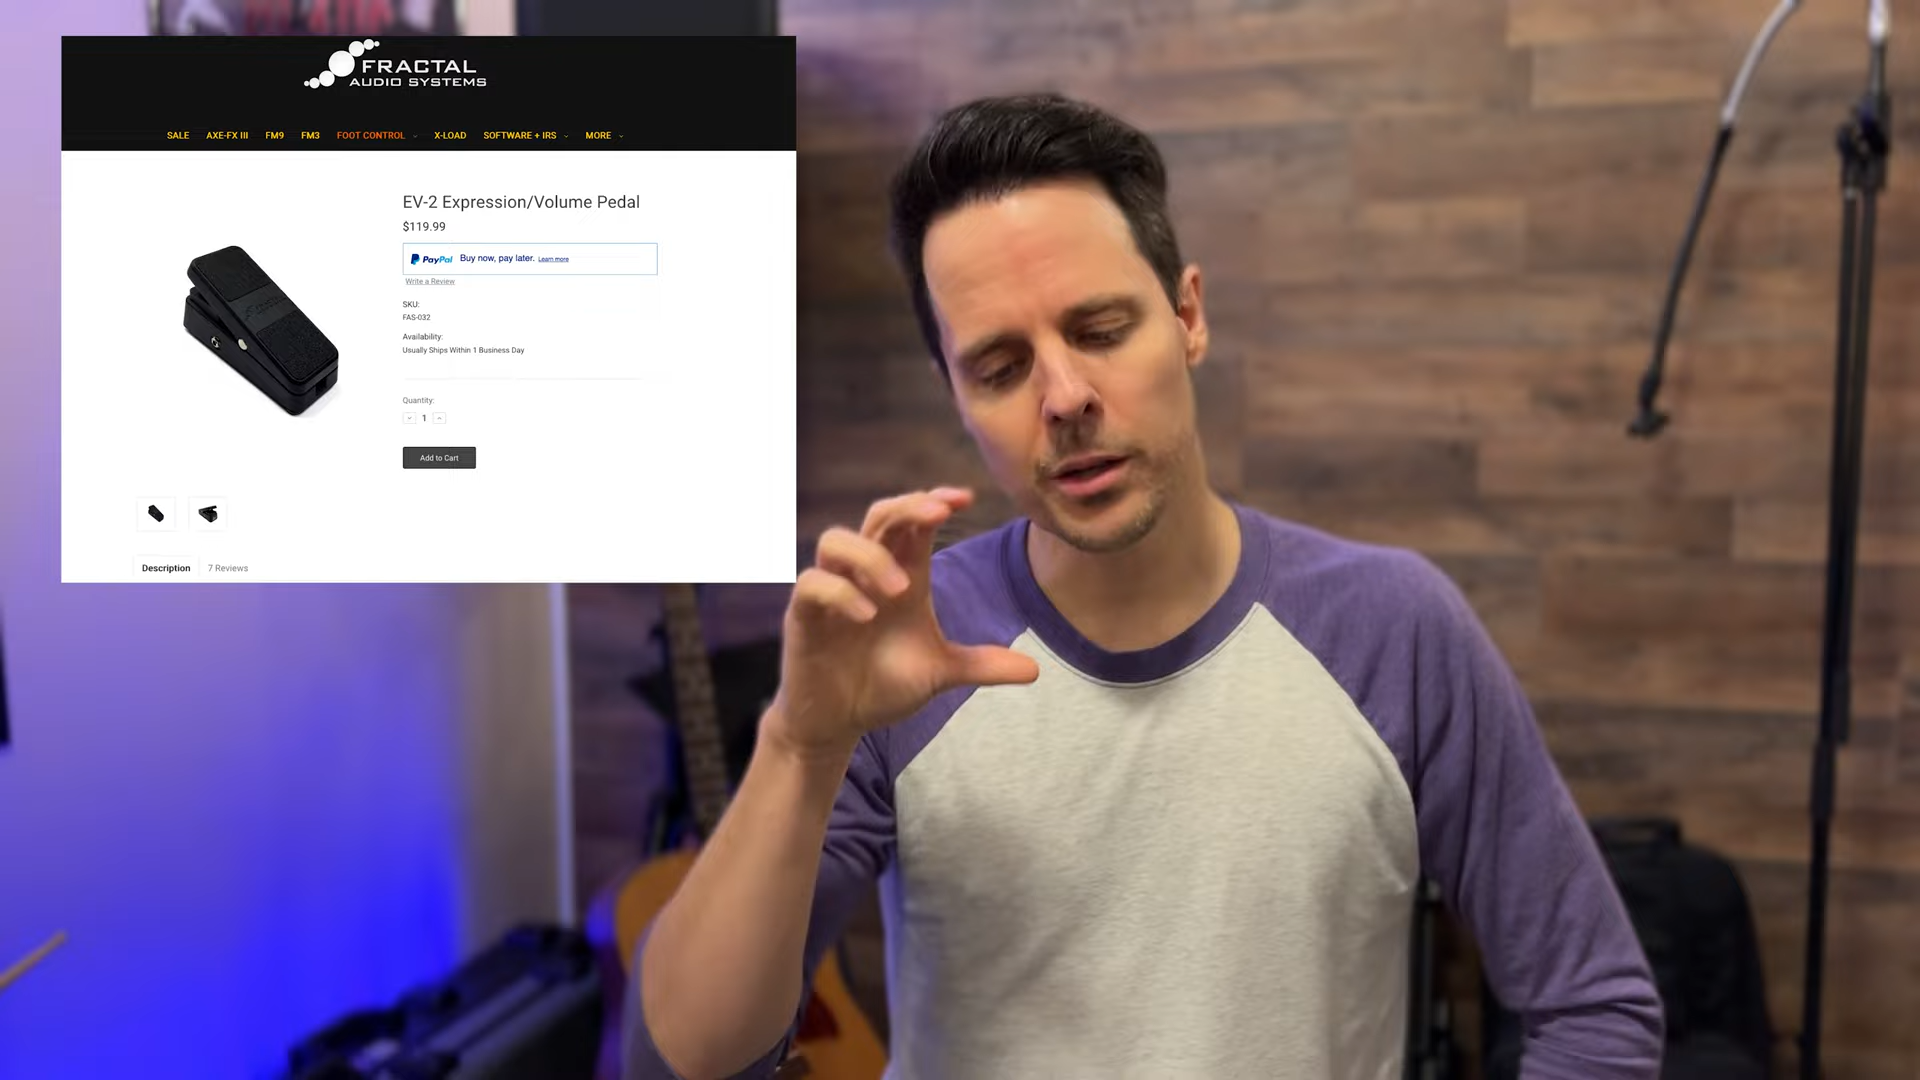 FRACTAL
AUDIO SYSTEMS
SALE AXE-FX III FM9 FM3 FOOT CONTROL X-LOAD SOFTWARE + IRS MORE
EV-2 Expression/Volume Pedal
$119.99
PayPal Buy now, pay later. Learn more
Write a Review
SKU:
FAS-032
Availability:
Usually Ships Within 1 Business Day
Quantity:
1
Add to Cart
Description 7 Reviews